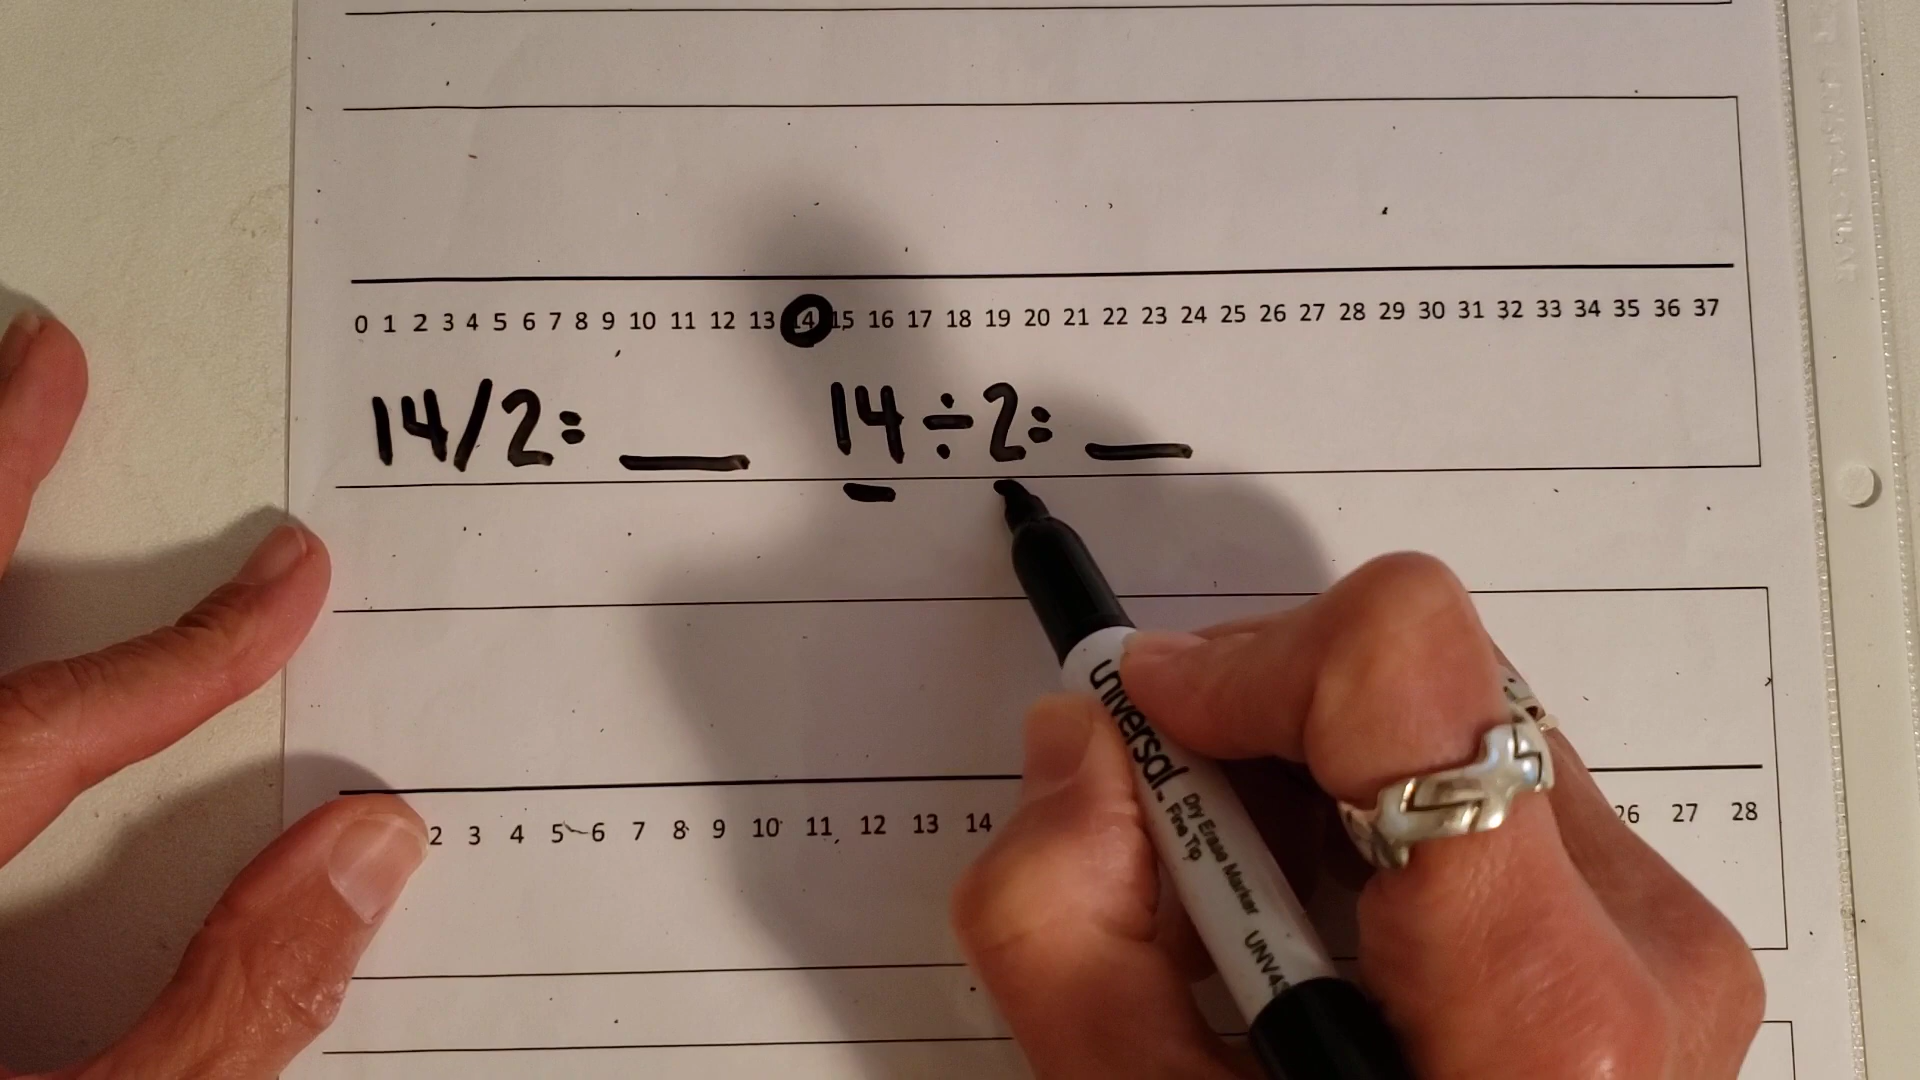 0 1 2 3 4 5 6 7 8 9 10 11 12 13 14 15 16 17 18 19 20 21 22 23 24 25 26 27 28 29 30 31 32 33 34 35 36 37
14/2= ___ 14÷2= ___
universal.
Dry Erase Marker
Fine Tip
2 3 4 5 6 7 8 9 10 11 12 13 14 26 27 28